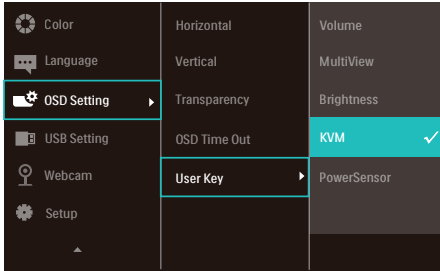 Color
Language
OSD Setting
USB Setting
Webcam
Setup
Horizontal
Vertical
Transparency
OSD Time Out
User Key
Volume
MultiView
Brightness
KVM
PowerSensor